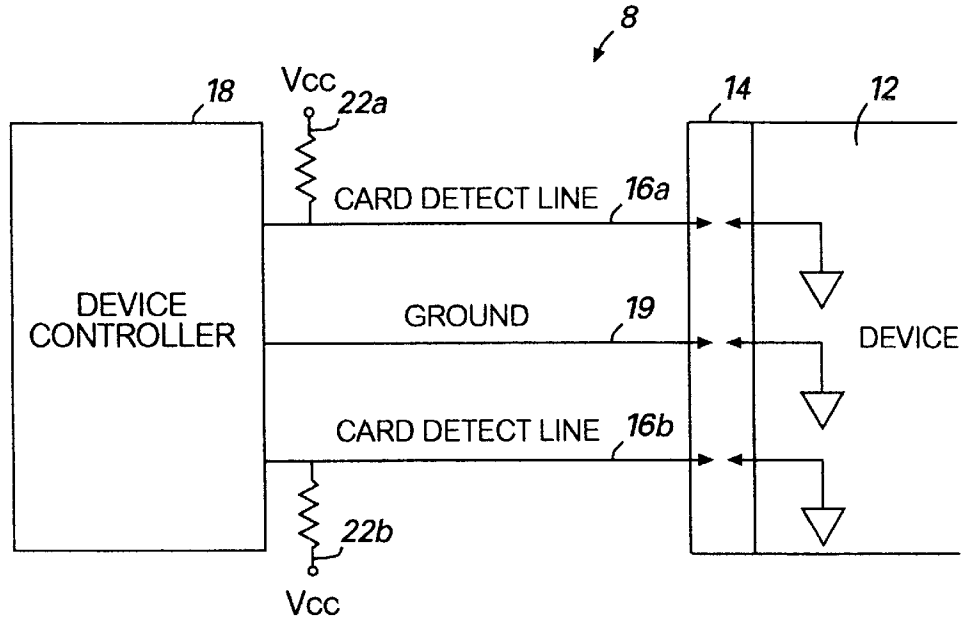 8
18
VCC
22a
14
12
CARD DETECT LINE
16a
DEVICE
CONTROLLER
GROUND
19
DEVICE
CARD DETECT LINE
16b
22b
VCC